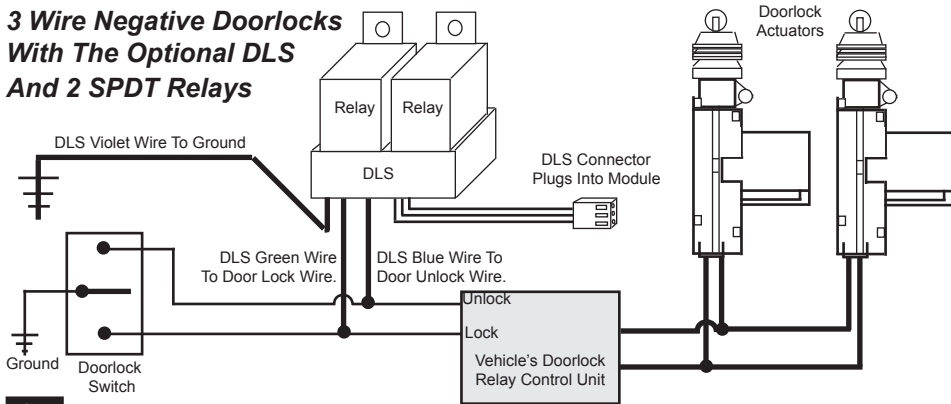 3 Wire Negative Doorlocks
With The Optional DLS
And 2 SPDT Relays
Doorlock
Actuators
Relay
Relay
DLS Violet Wire To Ground
DLS
DLS Connector
Plugs Into Module
DLS Green Wire
To Door Lock Wire.
DLS Blue Wire To
Door Unlock Wire.
Unlock
Lock
Vehicle's Doorlock
Relay Control Unit
Ground
Doorlock
Switch